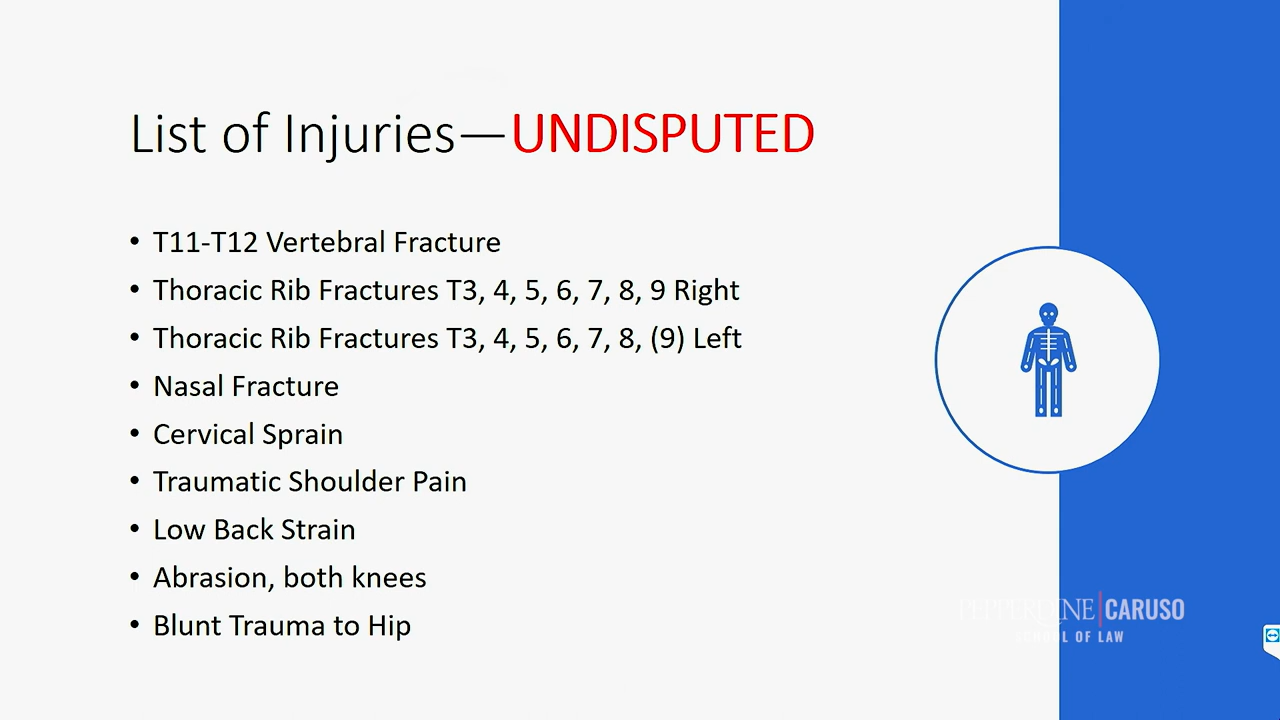 List of Injuries—UNDISPUTED
• T11-T12 Vertebral Fracture
• Thoracic Rib Fractures T3, 4, 5, 6, 7, 8, 9 Right
• Thoracic Rib Fractures T3, 4, 5, 6, 7, 8, (9) Left
• Nasal Fracture
• Cervical Sprain
• Traumatic Shoulder Pain
• Low Back Strain
• Abrasion, both knees
• Blunt Trauma to Hip
PEPPERDINE | CARUSO
SCHOOL OF LAW